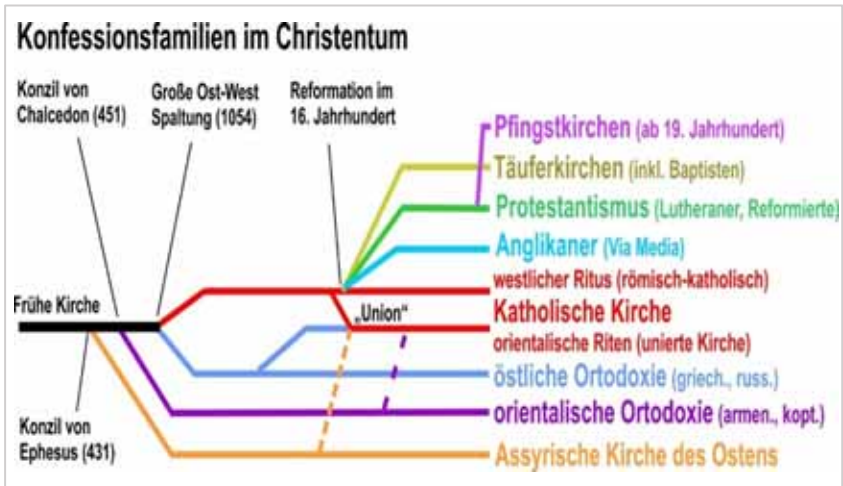 Konfessionsfamilien im Christentum
Konzil von
Chalcedon (451)
Große Ost-West
Spaltung (1054)
Reformation im
16. Jahrhundert
Pfingstkirchen (ab 19. Jahrhundert)
Täuferkirchen (inkl. Baptisten)
Protestantismus (Lutheraner, Reformierte)
Anglikaner (Via Media)
westlicher Ritus (römisch-katholisch)
Frühe Kirche
„Union“
Katholische Kirche
orientalische Riten (unierte Kirche)
östliche Ortodoxie (griech., russ.)
orientalische Ortodoxie (armen., kopt.)
Konzil von
Ephesus (431)
Assyrische Kirche des Ostens